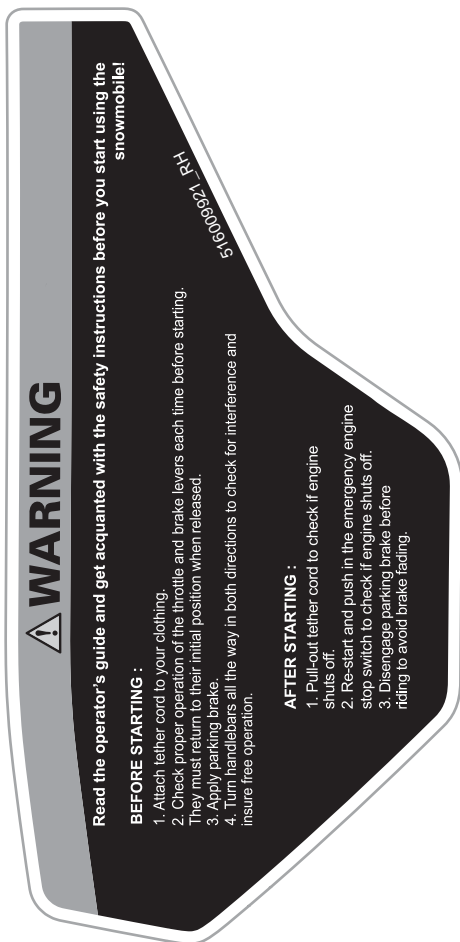 WARNING
Read the operator's guide and get acquanted with the safety instructions before you start using the
snowmobile!
BEFORE STARTING :
1. Attach tether cord to your clothing.
2. Check proper operation of the throttle and brake levers each time before starting.
They must return to their initial position when released.
3. Apply parking brake.
4. Turn handlebars all the way in both directions to check for interference and
insure free operation.
AFTER STARTING :
1. Pull-out tether cord to check if engine
shuts off.
2. Re-start and push in the emergency engine
stop switch to check if engine shuts off.
3. Disengage parking brake before
riding to avoid brake fading.
516009921_RH